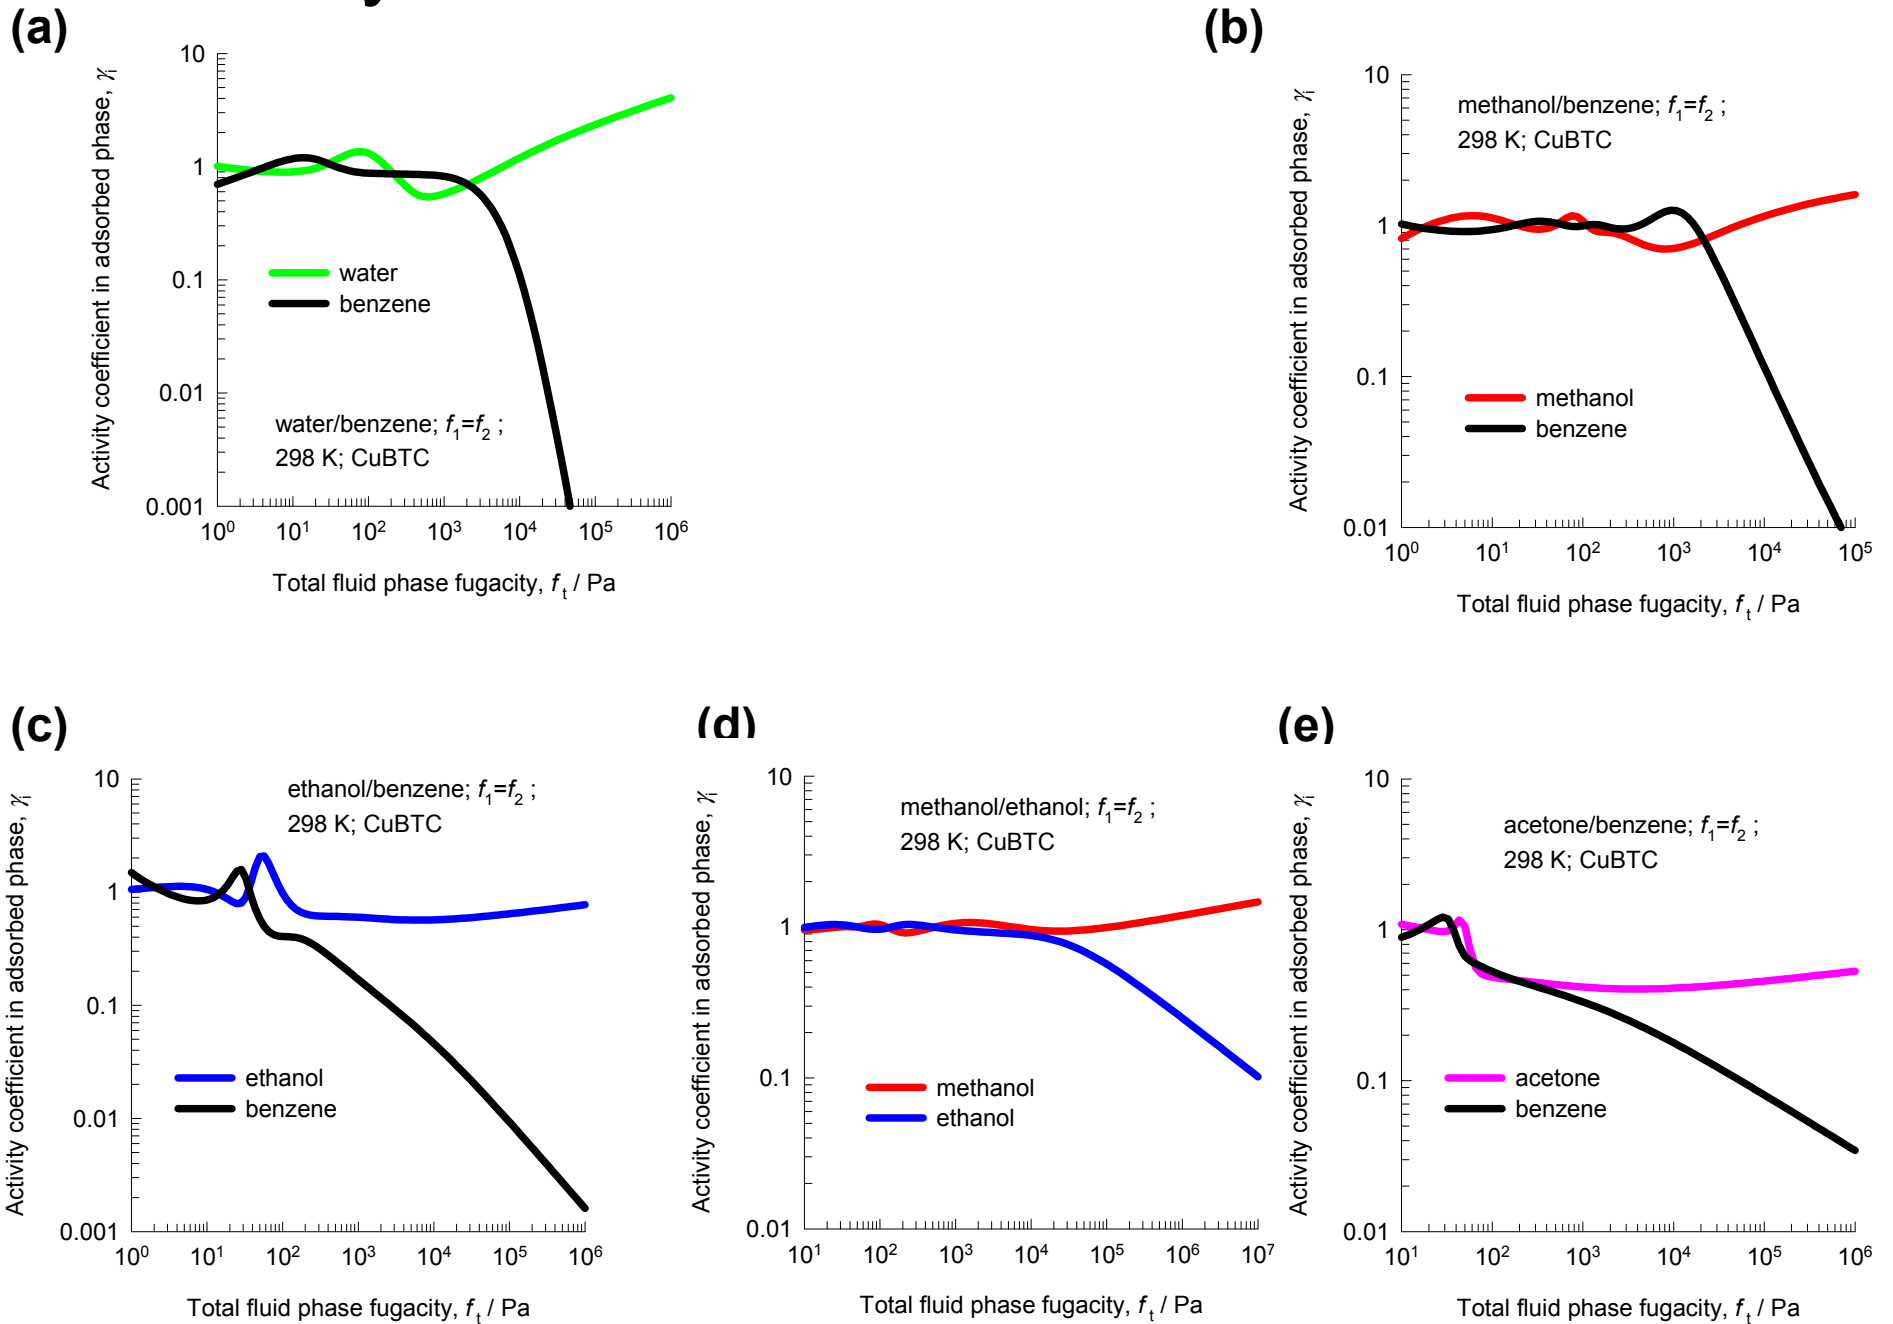 (a)
10
1
0.1
0.01
0.001
Activity coefficient in adsorbed phase, γi
water
benzene
water/benzene; f1=f2 ;
298 K; CuBTC
10⁰ 10¹ 10² 10³ 10⁴ 10⁵ 10⁶
Total fluid phase fugacity, ft / Pa
(b)
10
1
0.1
0.01
Activity coefficient in adsorbed phase, γi
methanol/benzene; f1=f2 ;
298 K; CuBTC
methanol
benzene
10⁰ 10¹ 10² 10³ 10⁴ 10⁵
Total fluid phase fugacity, ft / Pa
(c)
10
1
0.1
0.01
0.001
Activity coefficient in adsorbed phase, γi
ethanol/benzene; f1=f2 ;
298 K; CuBTC
ethanol
benzene
10⁰ 10¹ 10² 10³ 10⁴ 10⁵ 10⁶
Total fluid phase fugacity, ft / Pa
(d)
10
1
0.1
0.01
Activity coefficient in adsorbed phase, γi
methanol/ethanol; f1=f2 ;
298 K; CuBTC
methanol
ethanol
10¹ 10² 10³ 10⁴ 10⁵ 10⁶ 10⁷
Total fluid phase fugacity, ft / Pa
(e)
10
1
0.1
0.01
Activity coefficient in adsorbed phase, γi
acetone/benzene; f1=f2 ;
298 K; CuBTC
acetone
benzene
10¹ 10² 10³ 10⁴ 10⁵ 10⁶
Total fluid phase fugacity, ft / Pa